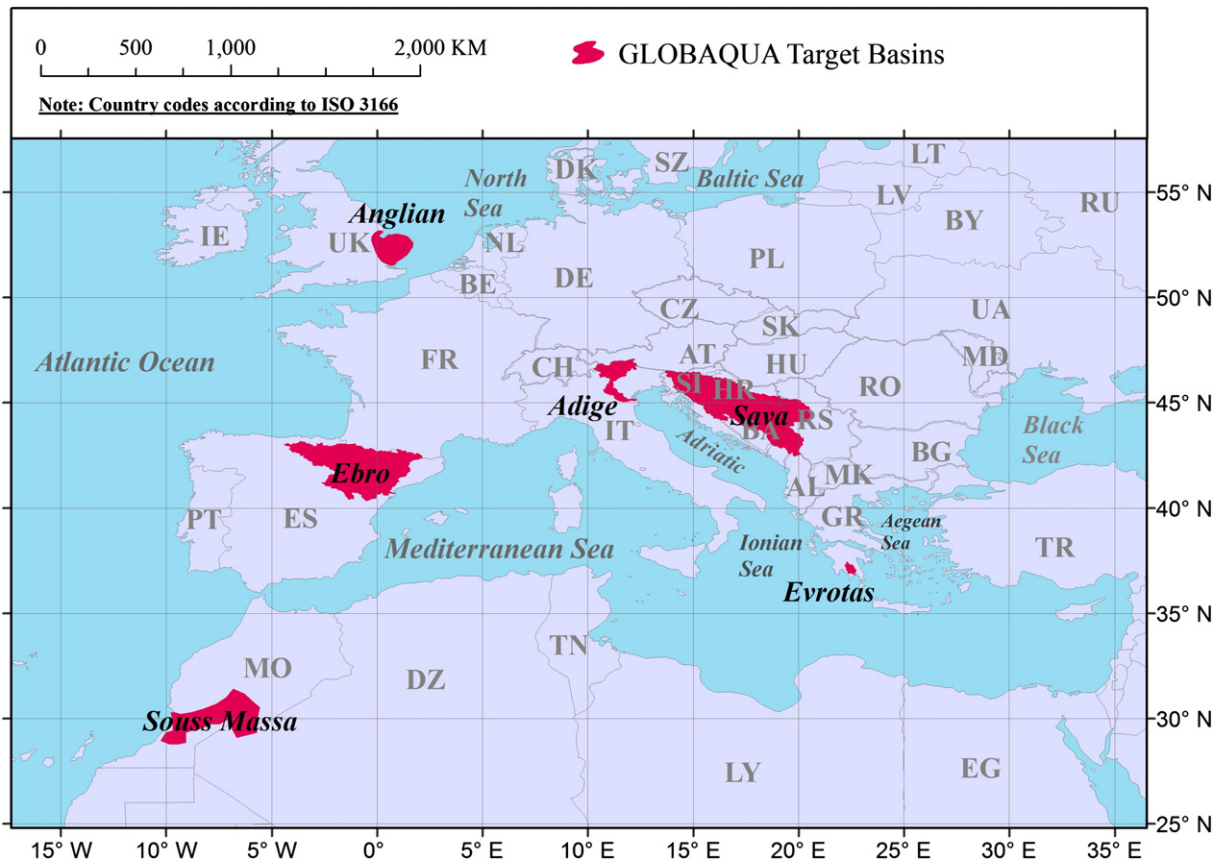 0 500 1,000 2,000 KM
GLOBAQUA Target Basins
Note: Country codes according to ISO 3166
North
Sea
DK
SZ
Baltic Sea
LT
LV
RU
55° N
Anglian
IE
UK
NL
BY
BE
DE
PL
50° N
CZ
UA
SK
Atlantic Ocean
FR
CH
AT
HU
MD
RO
Adige
SI
HR
45° N
IT
Sava
BA
RS
Black
Sea
Adriatic
BG
Ebro
MK
AL
40° N
PT
ES
GR
Aegean
Sea
Mediterranean Sea
Ionian
Sea
TR
Evrotas
35° N
MO
DZ
TN
Souss Massa
30° N
LY
EG
25° N
15° W 10° W 5° W 0° 5° E 10° E 15° E 20° E 25° E 30° E 35° E